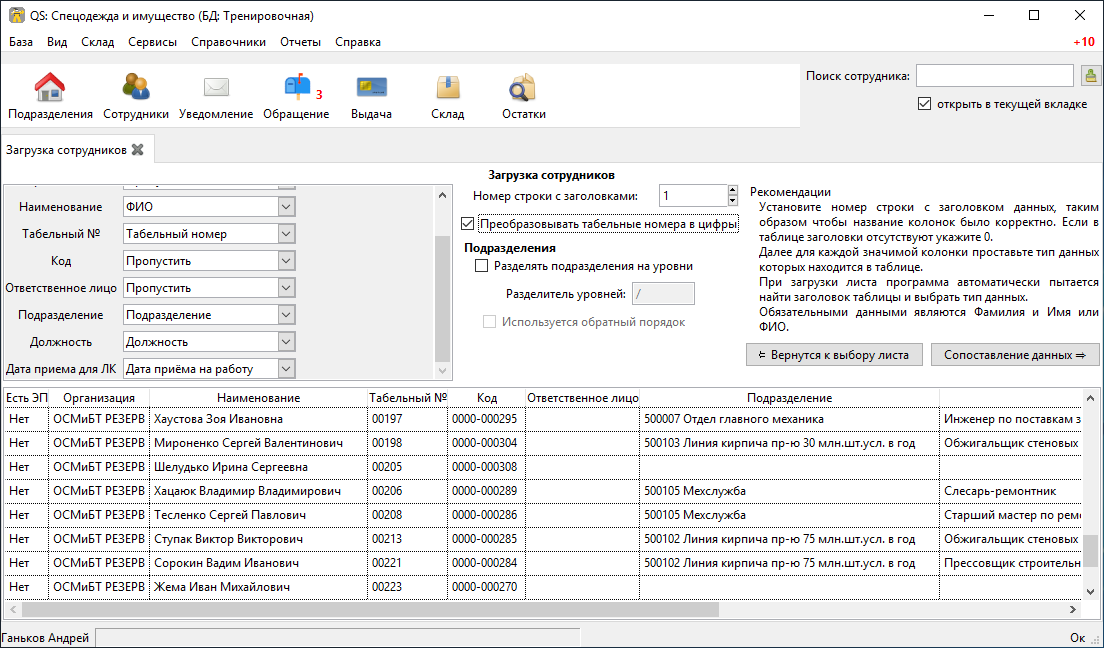 QS: Спецодежда и имущество (БД: Тренировочная)
База Вид Склад Сервисы Справочники Отчеты Справка +10
Подразделения Сотрудники Уведомление Обращение 3 Выдача Склад Остатки
Поиск сотрудника:
открыть в текущей вкладке
Загрузка сотрудников
Наименование ФИО
Табельный № Табельный номер
Код Пропустить
Ответственное лицо Пропустить
Подразделение Подразделение
Должность Должность
Дата приема для ЛК Дата приёма на работу
Загрузка сотрудников
Номер строки с заголовками: 1
Преобразовывать табельные номера в цифры
Подразделения
Разделять подразделения на уровни
Разделитель уровней: /
Используется обратный порядок
Рекомендации
Установите номер строки с заголовком данных, таким
образом чтобы название колонок было корректно. Если в
таблице заголовки отсутствуют укажите 0.
Далее для каждой значимой колонки проставьте тип данных
которых находится в таблице.
При загрузки листа программа автоматически пытается
найти заголовок таблицы и выбрать тип данных.
Обязательными данными являются Фамилия и Имя или
ФИО.
⇐ Вернутся к выбору листа Сопоставление данных ⇒
Есть ЭП Организация Наименование Табельный № Код Ответственное лицо Подразделение
Нет ОСМиБТ РЕЗЕРВ Хаустова Зоя Ивановна 00197 0000-000295 500007 Отдел главного механика Инженер по поставкам з
Нет ОСМиБТ РЕЗЕРВ Мироненко Сергей Валентинович 00198 0000-000304 500103 Линия кирпича пр-ю 30 млн.шт.усл. в год Обжигальщик стеновых
Нет ОСМиБТ РЕЗЕРВ Шелудько Ирина Сергеевна 00205 0000-000308
Нет ОСМиБТ РЕЗЕРВ Хацаюк Владимир Владимирович 00206 0000-000289 500105 Мехслужба Слесарь-ремонтник
Нет ОСМиБТ РЕЗЕРВ Тесленко Сергей Павлович 00208 0000-000286 500105 Мехслужба Старший мастер по рем
Нет ОСМиБТ РЕЗЕРВ Ступак Виктор Викторович 00213 0000-000285 500102 Линия кирпича пр-ю 75 млн.шт.усл. в год Обжигальщик стеновых
Нет ОСМиБТ РЕЗЕРВ Сорокин Вадим Иванович 00221 0000-000284 500102 Линия кирпича пр-ю 75 млн.шт.усл. в год Прессовщик строительн
Нет ОСМиБТ РЕЗЕРВ Жема Иван Михайлович 00223 0000-000270
Ганьков Андрей Ок